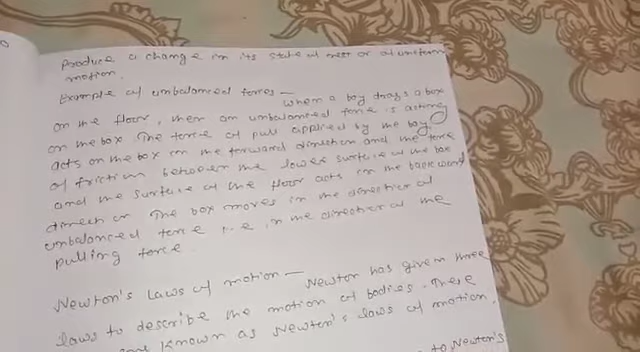 produce a change in its state of rest or of uniform
motion.
Example of unbalanced forces — When a boy drags a box
on the floor, then an unbalanced force is acting
on the box. The force of pull applied by the boy
acts on the box in the forward direction and the force
of friction between the lower surface of the box
and the surface of the floor acts in the backward
direction. The box moves in the direction of
unbalanced force i.e in the direction of the
pulling force.
Newton's Laws of motion — Newton has given three
laws to describe the motion of bodies. These
known as Newton's laws of motion.
to Newton's